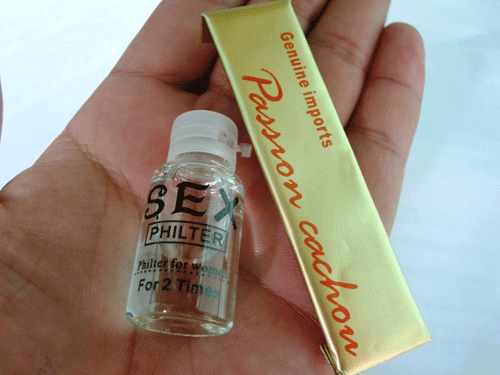 SEX
PHILTER
Philter for women
For 2 Times
Genuine imports
Passion cachou